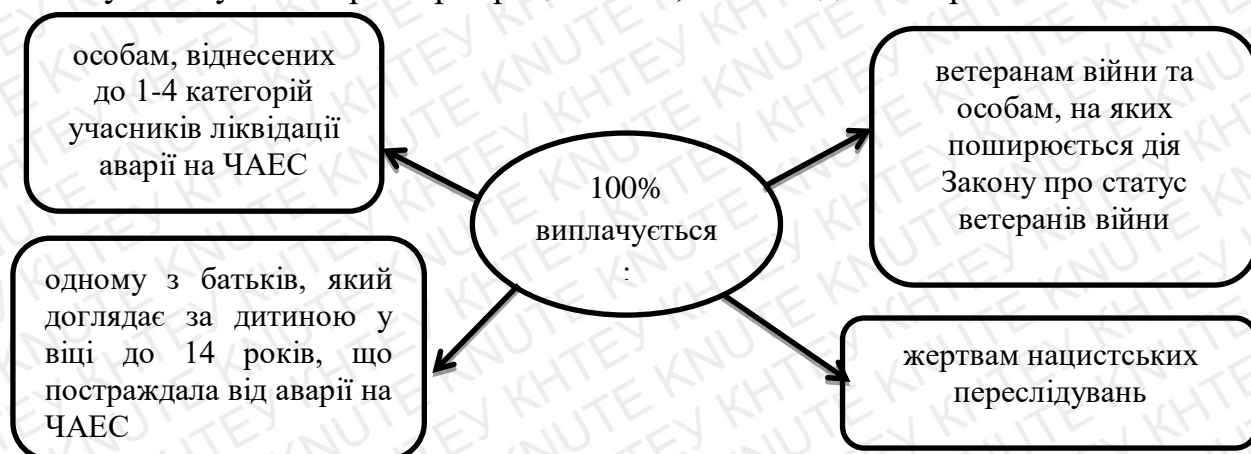 особам, віднесених
до 1-4 категорій
учасників ліквідації
аварії на ЧАЕС
ветеранам війни та
особам, на яких
поширюється дія
Закону про статус
ветеранів війни
100%
виплачується
:
одному з батьків, який
доглядає за дитиною у
віці до 14 років, що
постраждала від аварії на
ЧАЕС
жертвам нацистських
переслідувань